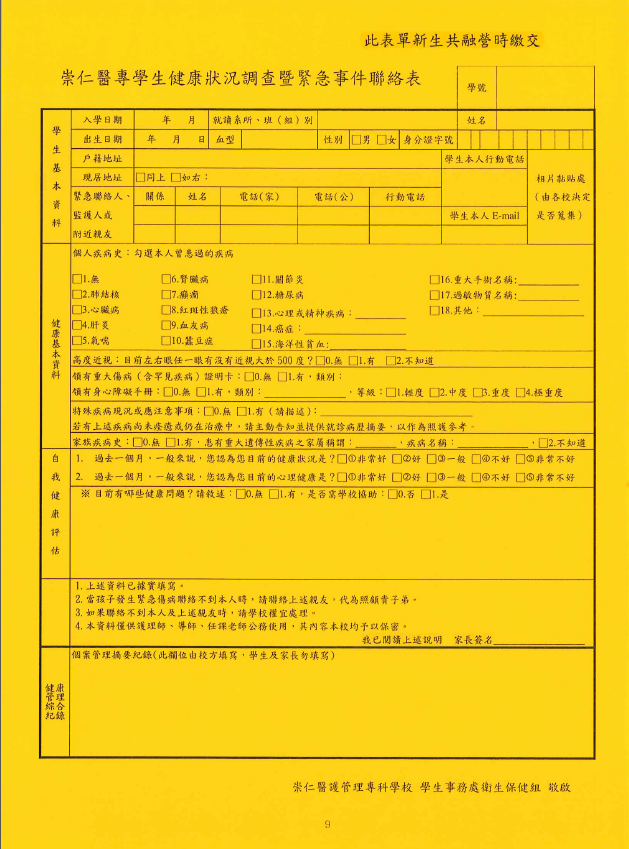 此表單新生共融營時繳交
崇仁醫專學生健康狀況調查暨緊急事件聯絡表
學號
姓名
學生基本資料
入學日期 年 月 就讀系所、班(組)別
出生日期 年 月 日 血型 性別 □男 □女 身分證字號
戶籍地址 學生本人行動電話
現居地址 □同上 □如右：
相片黏貼處
(由各校決定
是否蒐集)
緊急聯絡人、 關係 姓名 電話(家) 電話(公) 行動電話
監護人或
附近親友
學生本人 E-mail
健康基本資料
個人疾病史：勾選本人曾患過的疾病
□1.無 □6.腎臟病 □11.關節炎 □16.重大手術名稱:
□2.肺結核 □7.癲癇 □12.糖尿病 □17.過敏物質名稱:
□3.心臟病 □8.紅斑性狼瘡 □13.心理或精神疾病： □18.其他：
□4.肝炎 □9.血友病 □14.癌症：
□5.氣喘 □10.蠶豆症 □15.海洋性貧血:
高度近視：目前左右眼任一眼有沒有近視大於 500 度？□0.無 □1.有 □2.不知道
領有重大傷病（含罕見疾病）證明卡：□0.無 □1.有，類別：
領有身心障礙手冊：□0.無 □1.有，類別： ，等級：□1.輕度 □2.中度 □3.重度 □4.極重度
特殊疾病現況或應注意事項：□0.無 □1.有（請描述）：
若有上述疾病尚未痊癒或仍在治療中，請主動告知並提供就診病歷摘要，以作為照護參考。
家族疾病史：□0.無 □1.有，患有重大遺傳性疾病之家屬稱謂： ，疾病名稱： ，□2.不知道
自我健康評估
1. 過去一個月，一般來說，您認為您目前的健康狀況是？□①非常好 □②好 □③一般 □④不好 □⑤非常不好
2. 過去一個月，一般來說，您認為您目前的心理健康是？□①非常好 □②好 □③一般 □④不好 □⑤非常不好
※ 目前有哪些健康問題？請敘述：□0.無 □1.有，是否需學校協助：□0.否 □1.是
1. 上述資料已據實填寫。
2. 當孩子發生緊急傷病聯絡不到本人時，請聯絡上述親友，代為照顧貴子弟。
3. 如果聯絡不到本人及上述親友時，請學校權宜處理。
4. 本資料僅供護理師、導師、任課老師公務使用，其內容本校均予以保密。
我已閱讀上述說明 家長簽名
健康管理綜合紀錄
個案管理摘要紀錄(此欄位由校方填寫，學生及家長勿填寫)
崇仁醫護管理專科學校 學生事務處衛生保健組 敬啟
9